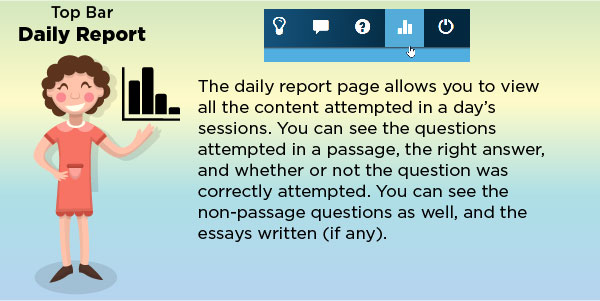 Top Bar
Daily Report
The daily report page allows you to view
all the content attempted in a day’s
sessions. You can see the questions
attempted in a passage, the right answer,
and whether or not the question was
correctly attempted. You can see the
non-passage questions as well, and the
essays written (if any).